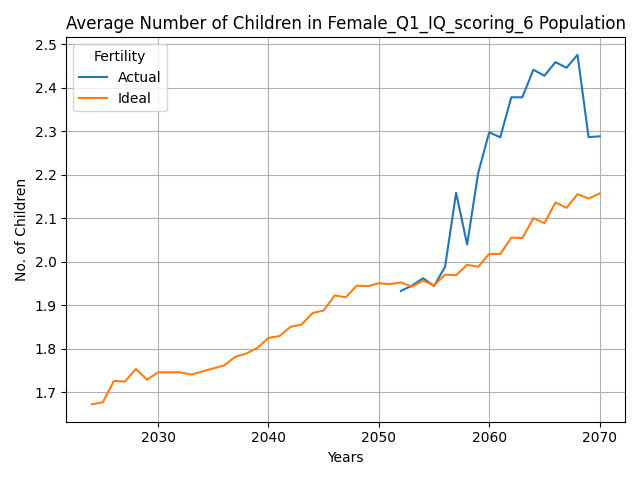 Average Number of Children in Female_Q1_IQ_scoring_6 Population
Fertility
Actual
Ideal
No. of Children
2.5
2.4
2.3
2.2
2.1
2.0
1.9
1.8
1.7
2030 2040 2050 2060 2070
Years